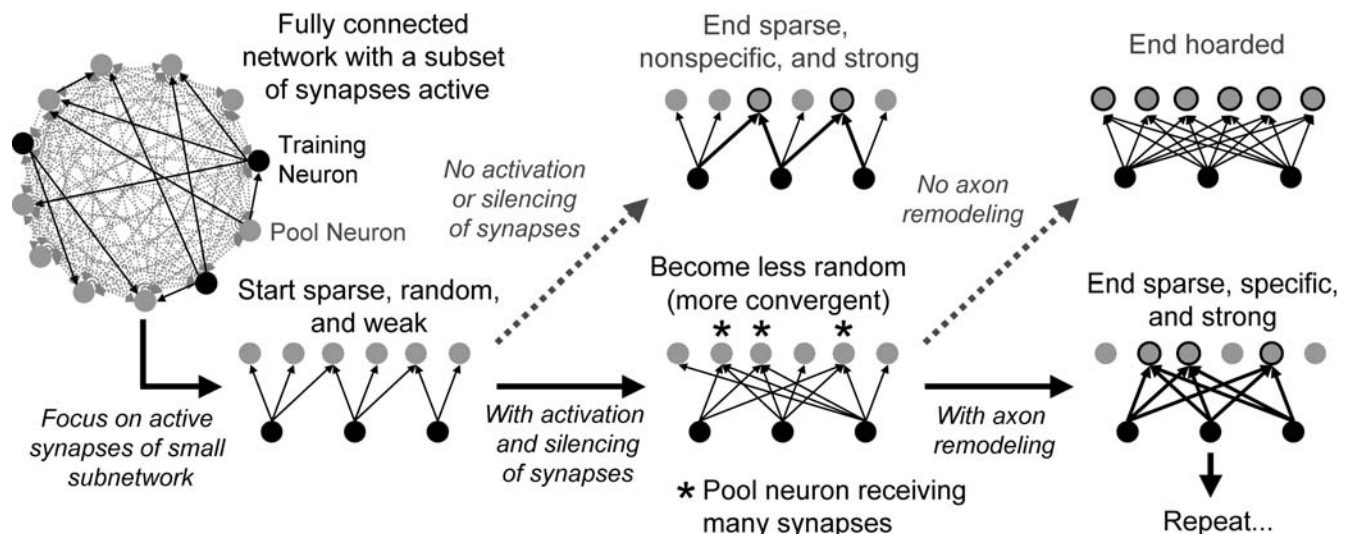 Fully connected
network with a subset
of synapses active
Training
Neuron
Pool Neuron
Focus on active
synapses of small
subnetwork
Start sparse, random,
and weak
No activation
or silencing
of synapses
With activation
and silencing
of synapses
End sparse,
nonspecific, and strong
Become less random
(more convergent)
* * *
* Pool neuron receiving
many synapses
No axon
remodeling
With axon
remodeling
End hoarded
End sparse, specific,
and strong
Repeat...